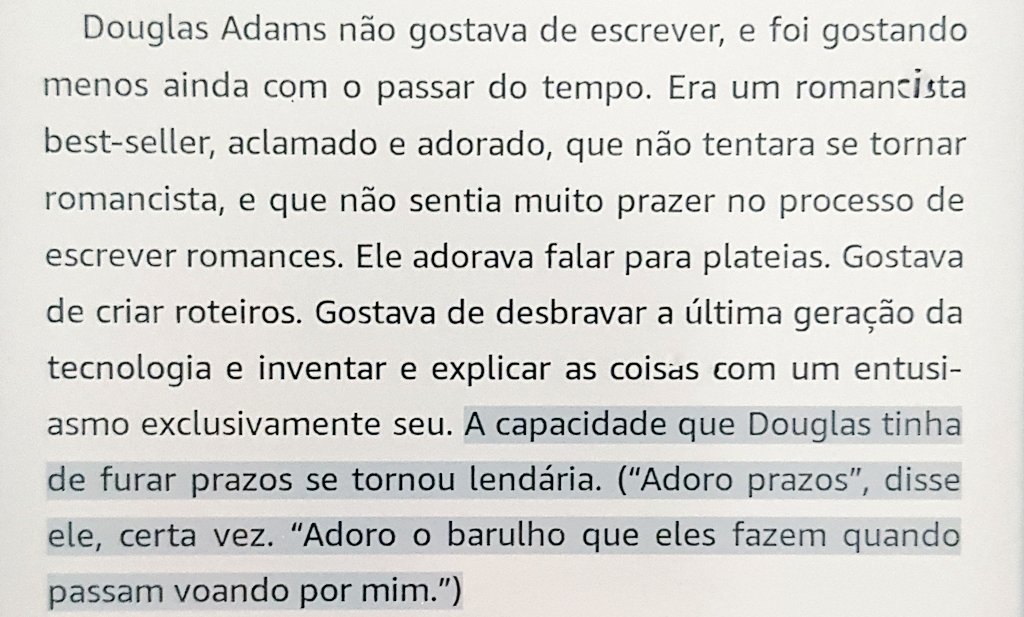 Douglas Adams não gostava de escrever, e foi gostando
menos ainda com o passar do tempo. Era um romancista
best-seller, aclamado e adorado, que não tentara se tornar
romancista, e que não sentia muito prazer no processo de
escrever romances. Ele adorava falar para plateias. Gostava
de criar roteiros. Gostava de desbravar a última geração da
tecnologia e inventar e explicar as coisas com um entusi-
asmo exclusivamente seu. A capacidade que Douglas tinha
de furar prazos se tornou lendária. (“Adoro prazos”, disse
ele, certa vez. “Adoro o barulho que eles fazem quando
passam voando por mim.”)